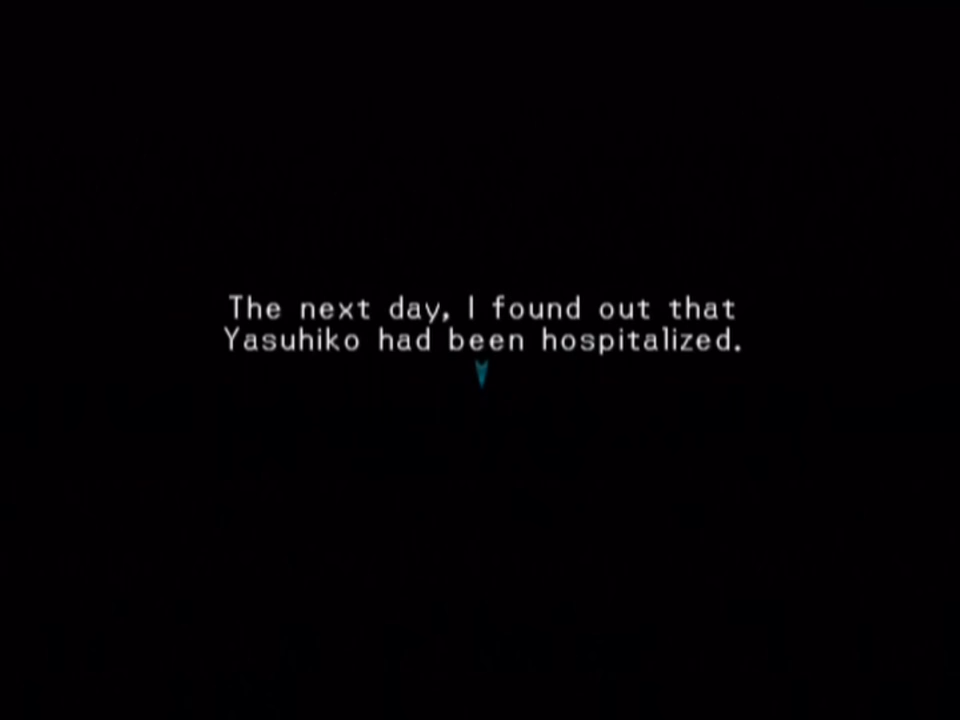 The next day, I found out that
Yasuhiko had been hospitalized.